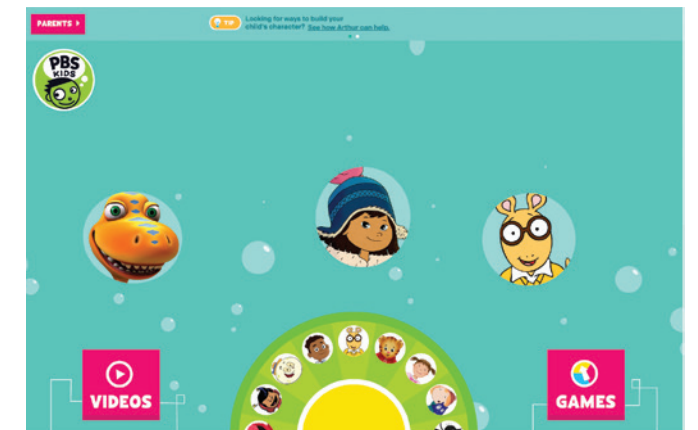 PARENTS
TIP
Looking for ways to build your
child's character? See how Arthur can help.
PBS
KIDS
VIDEOS
GAMES